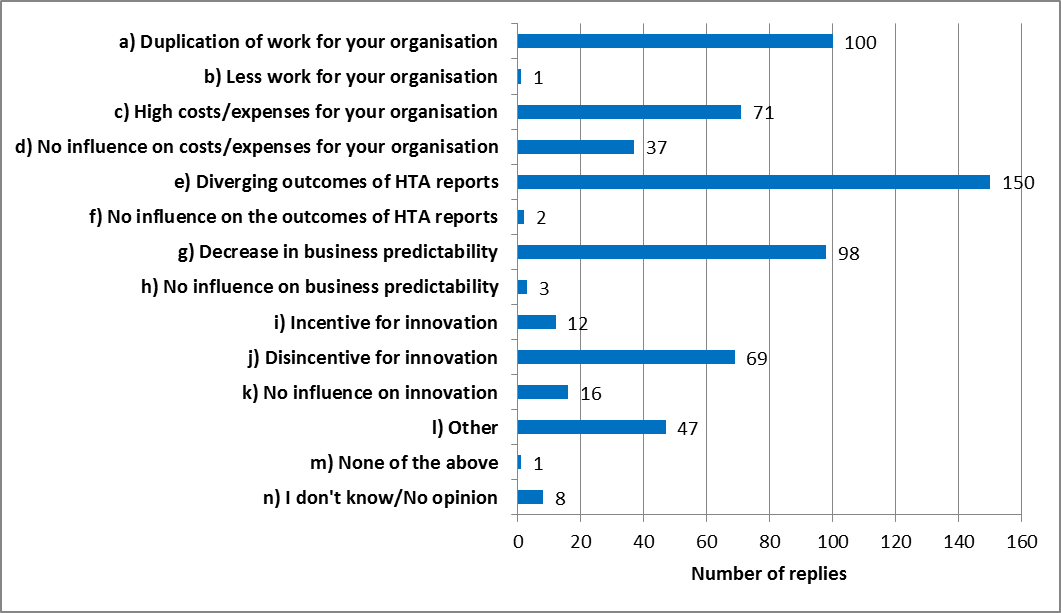 a) Duplication of work for your organisation 100
b) Less work for your organisation 1
c) High costs/expenses for your organisation 71
d) No influence on costs/expenses for your organisation 37
e) Diverging outcomes of HTA reports 150
f) No influence on the outcomes of HTA reports 2
g) Decrease in business predictability 98
h) No influence on business predictability 3
i) Incentive for innovation 12
j) Disincentive for innovation 69
k) No influence on innovation 16
l) Other 47
m) None of the above 1
n) I don't know/No opinion 8
0 20 40 60 80 100 120 140 160
Number of replies